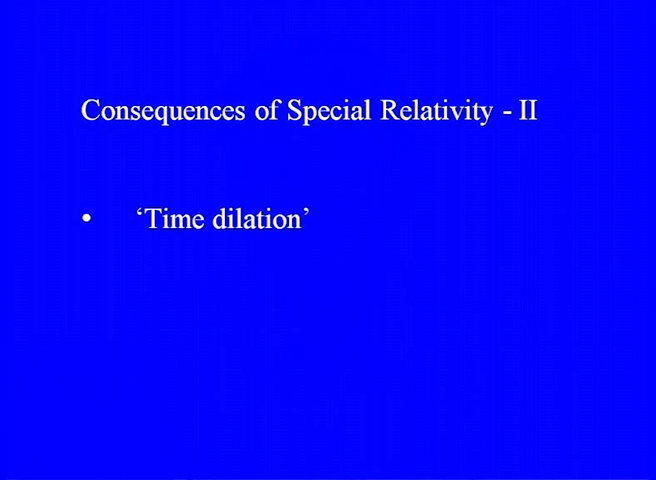 Consequences of Special Relativity - II
• ‘Time dilation’